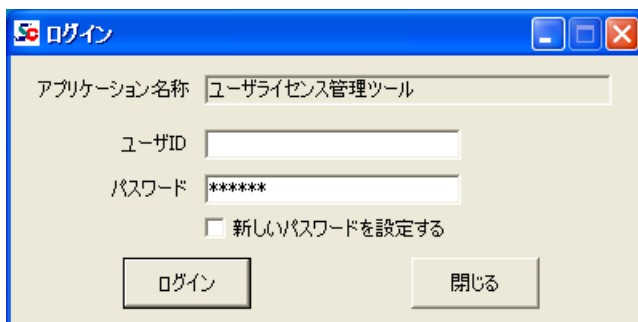 Sc ログイン
アプリケーション名称 ユーザライセンス管理ツール
ユーザID
パスワード ******
新しいパスワードを設定する
ログイン 閉じる